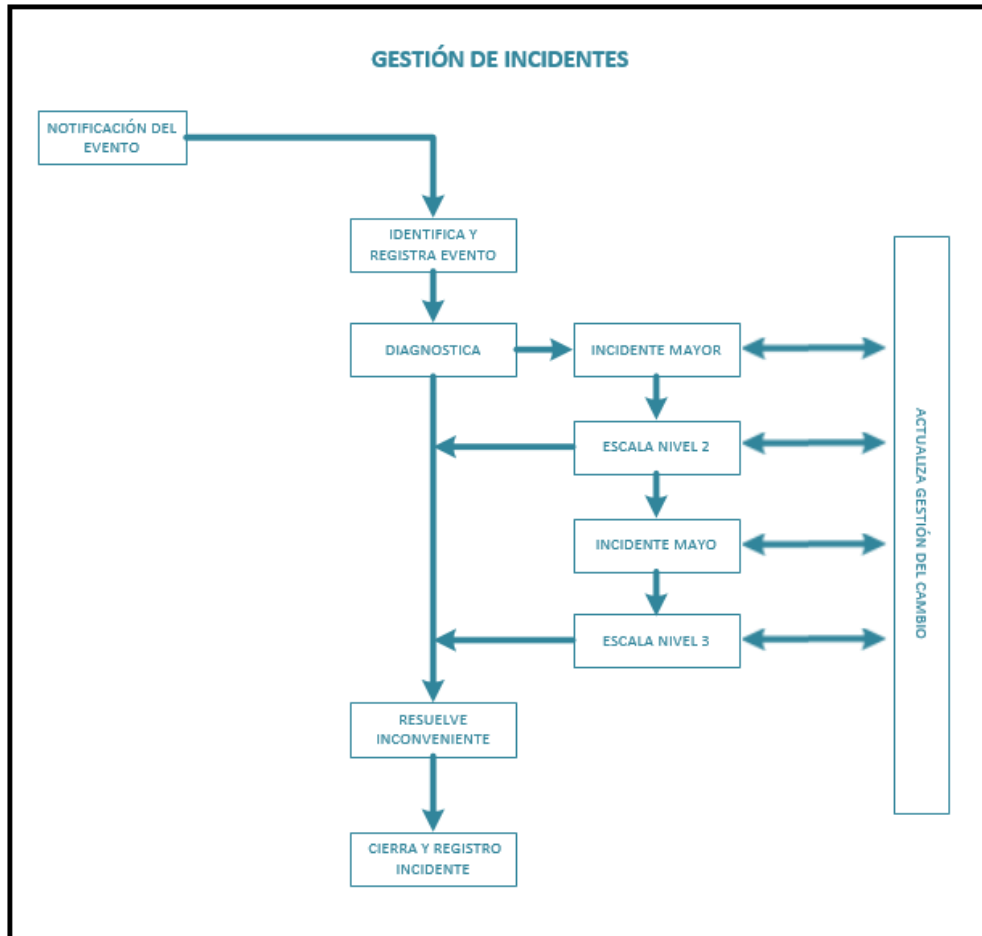 GESTIÓN DE INCIDENTES
NOTIFICACIÓN DEL
EVENTO
IDENTIFICA Y
REGISTRA EVENTO
DIAGNOSTICA
INCIDENTE MAYOR
ESCALA NIVEL 2
INCIDENTE MAYO
ESCALA NIVEL 3
ACTUALIZA GESTIÓN DEL CAMBIO
RESUELVE
INCONVENIENTE
CIERRA Y REGISTRO
INCIDENTE